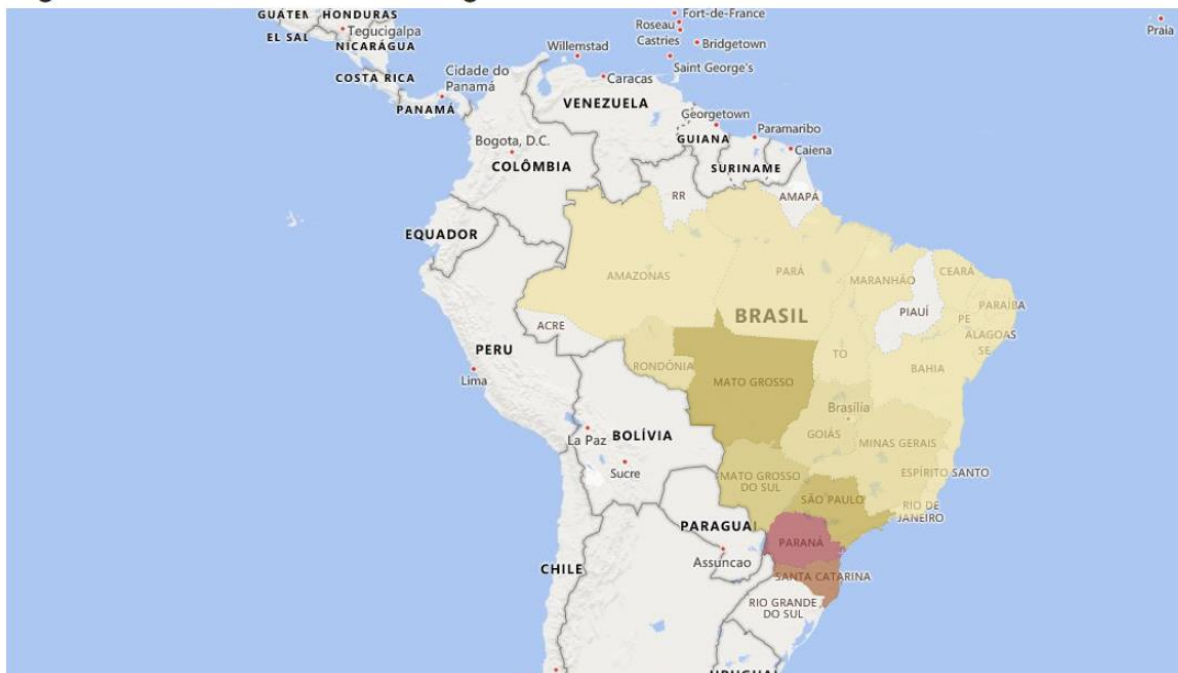 GUATEM HONDURAS
Tegucigalpa
EL SAL
NICARÁGUA
COSTA RICA
Cidade do
Panamá
PANAMÁ
Willemstad
Fort-de-France
Roseau
Castries
Bridgetown
Saint George's
Praia
Caracas
VENEZUELA
Georgetown
GUIANA
Paramaribo
Caiena
SURINAME
Bogota, D.C.
COLÔMBIA
RR
AMAPÁ
EQUADOR
AMAZONAS
PARÁ
MARANHÃO
CEARÁ
PARAÍBA
PIAUÍ
PE
ALAGOAS
SE
BRASIL
ACRE
PERU
Lima
RONDÔNIA
TO
BAHIA
MATO GROSSO
Brasília
GOIÁS
La Paz
BOLÍVIA
Sucre
MINAS GERAIS
MATO GROSSO
DO SUL
ESPÍRITO SANTO
SÃO PAULO
RIO DE
JANEIRO
PARAGUAI
Assuncao
PARANÁ
CHILE
SANTA CATARINA
RIO GRANDE
DO SUL